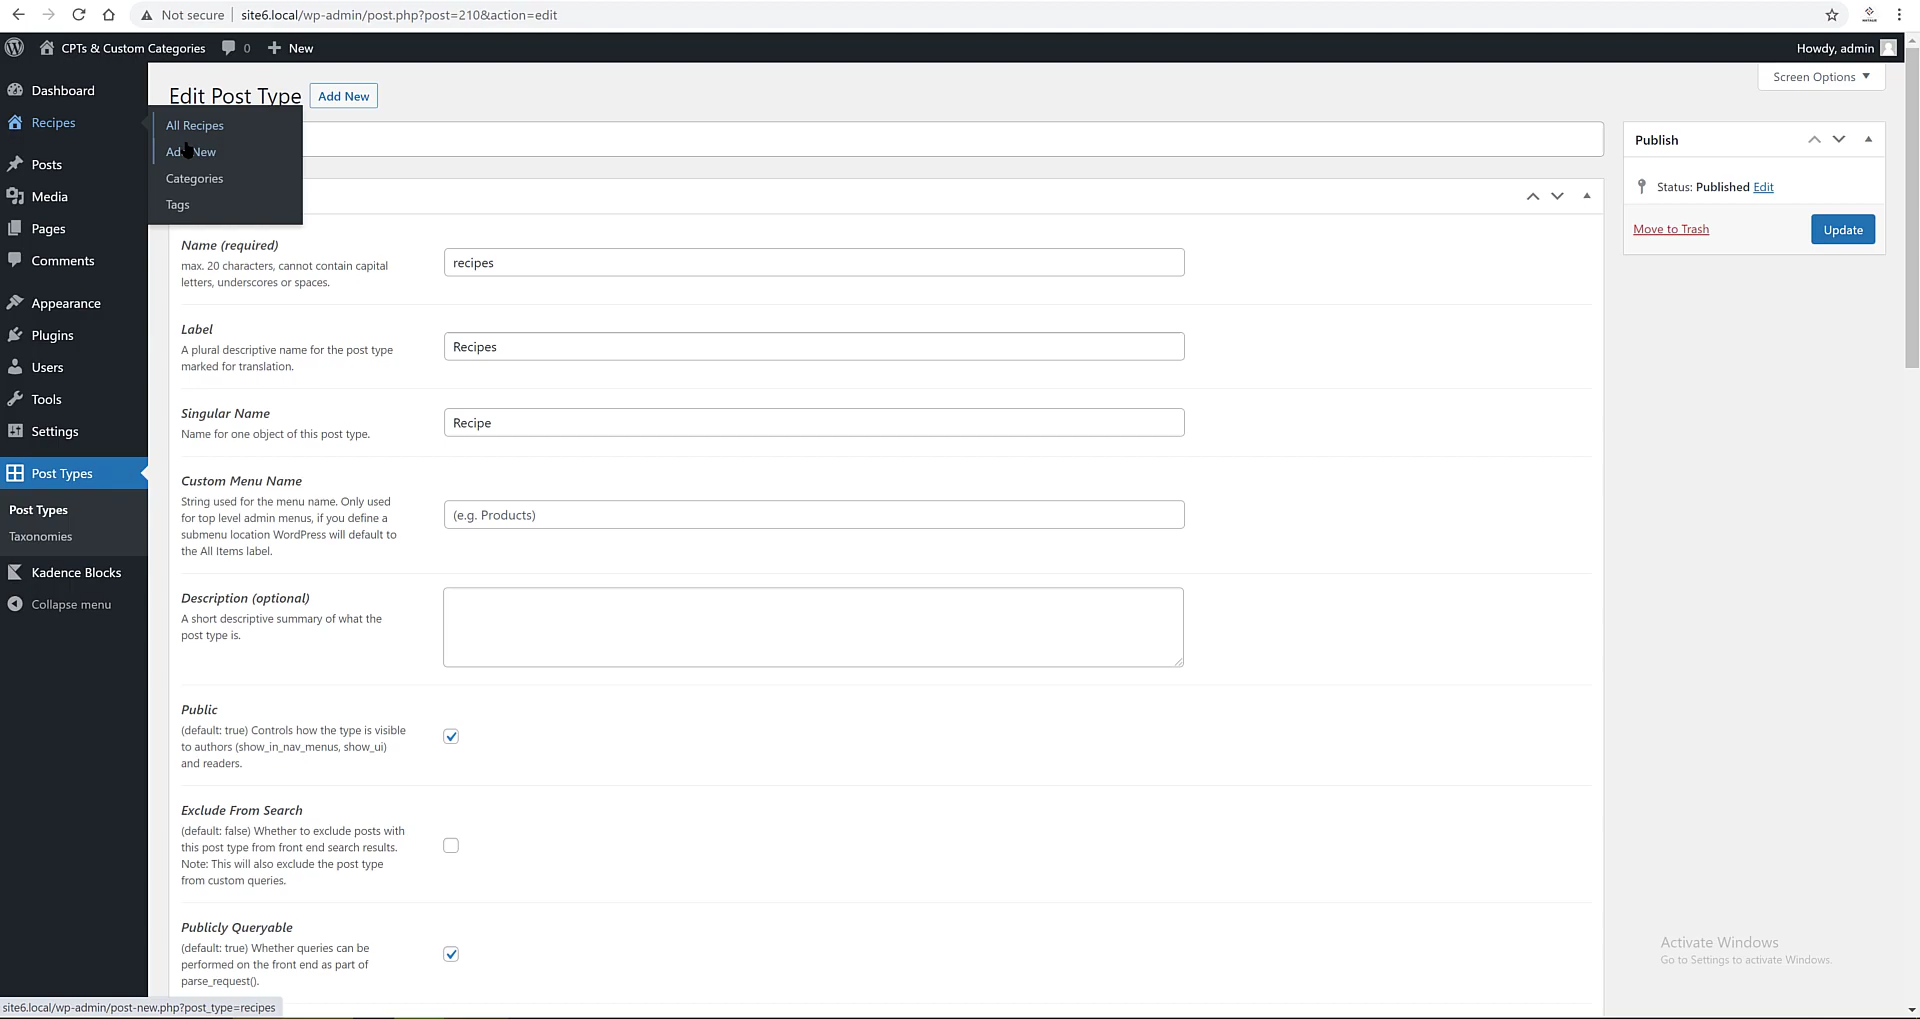 Not secure
site6.local/wp-admin/post.php?post=210&action=edit
CPTs & Custom Categories
0
New
Howdy, admin
Screen Options
Dashboard
Recipes
Posts
Media
Pages
Comments
Appearance
Plugins
Users
Tools
Settings
Post Types
Post Types
Taxonomies
Kadence Blocks
Collapse menu
All Recipes
Add New
Categories
Tags
Edit Post Type
Add New
Name (required)
max. 20 characters, cannot contain capital
letters, underscores or spaces.
recipes
Label
A plural descriptive name for the post type
marked for translation.
Recipes
Singular Name
Name for one object of this post type.
Recipe
Custom Menu Name
String used for the menu name. Only used
for top level admin menus, if you define a
submenu location WordPress will default to
the All Items label.
(e.g. Products)
Description (optional)
A short descriptive summary of what the
post type is.
Public
(default: true) Controls how the type is visible
to authors (show_in_nav_menus, show_ui)
and readers.
Exclude From Search
(default: false) Whether to exclude posts with
this post type from front end search results.
Note: This will also exclude the post type
from custom queries.
Publicly Queryable
(default: true) Whether queries can be
performed on the front end as part of
parse_request().
Publish
Status: Published Edit
Move to Trash
Update
Activate Windows
Go to Settings to activate Windows.
site6.local/wp-admin/post-new.php?post_type=recipes